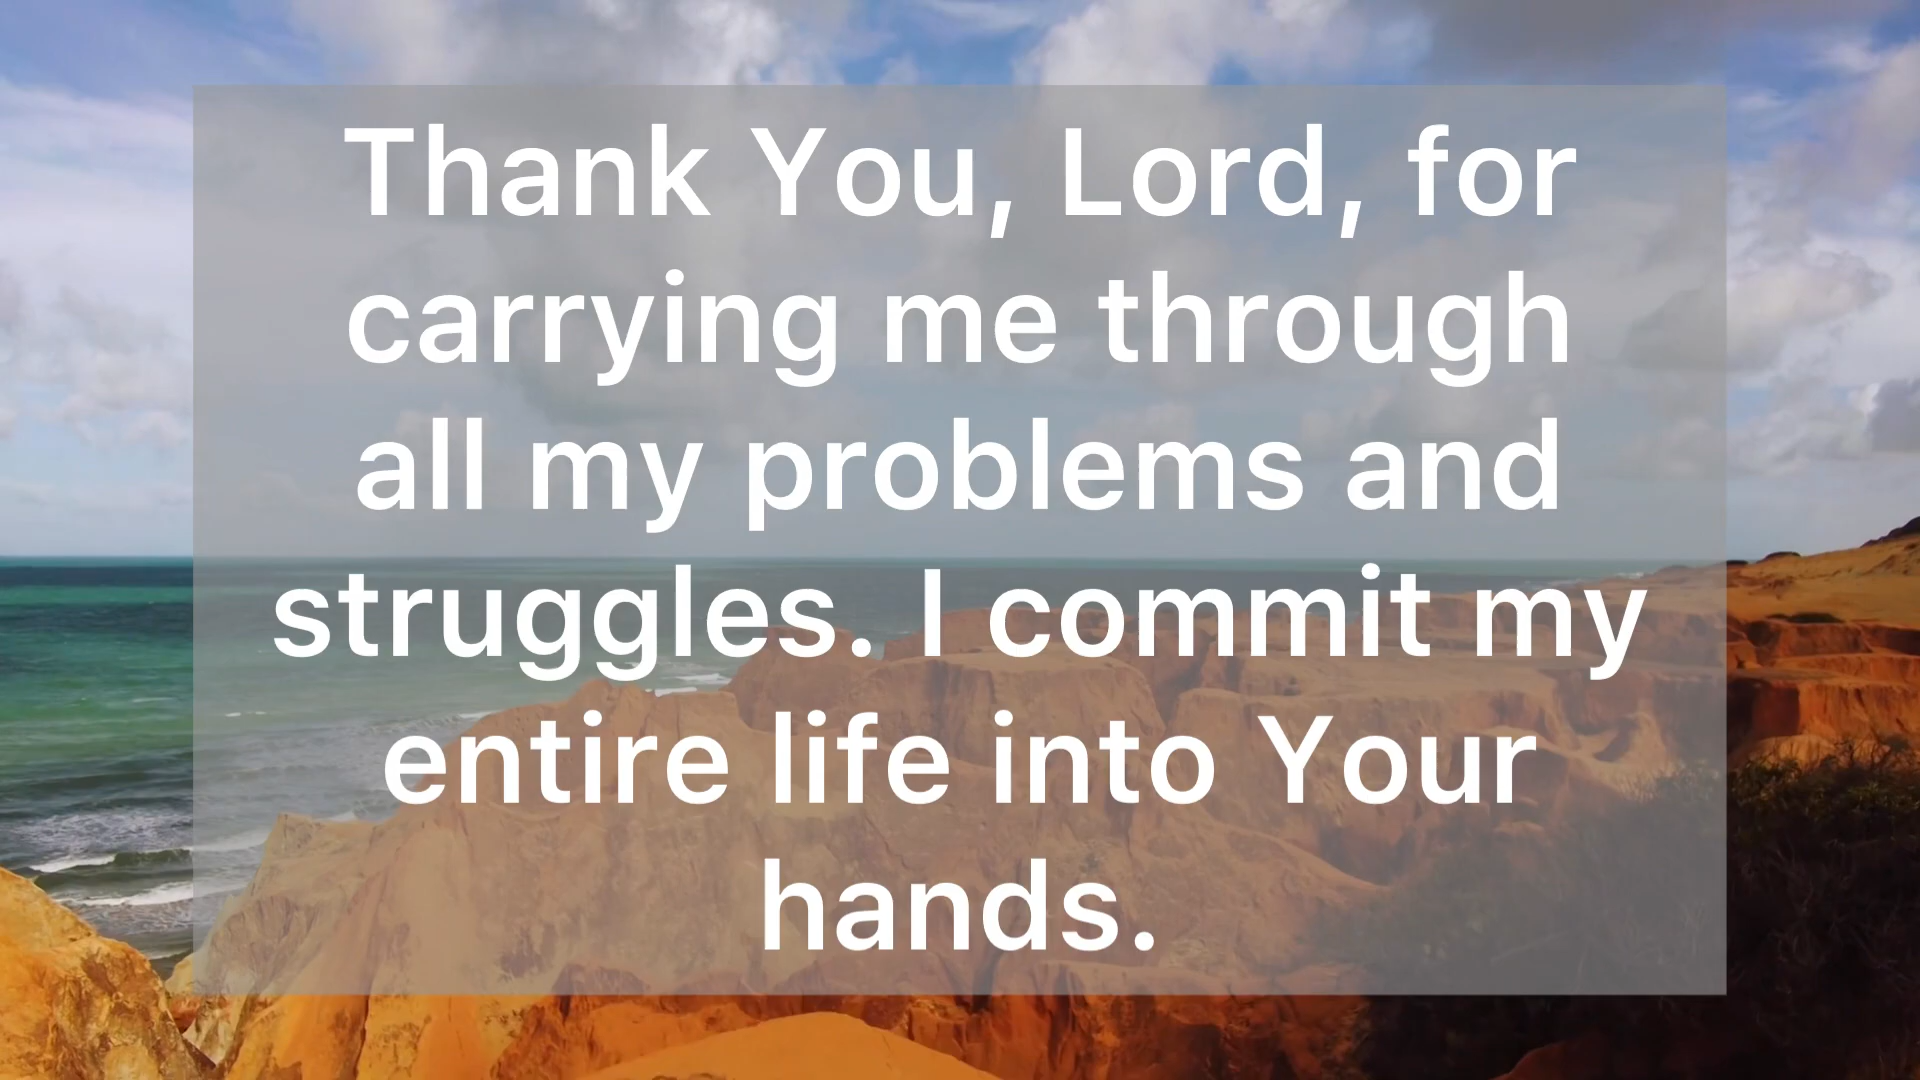 Thank You, Lord, for
carrying me through
all my problems and
struggles. I commit my
entire life into Your
hands.